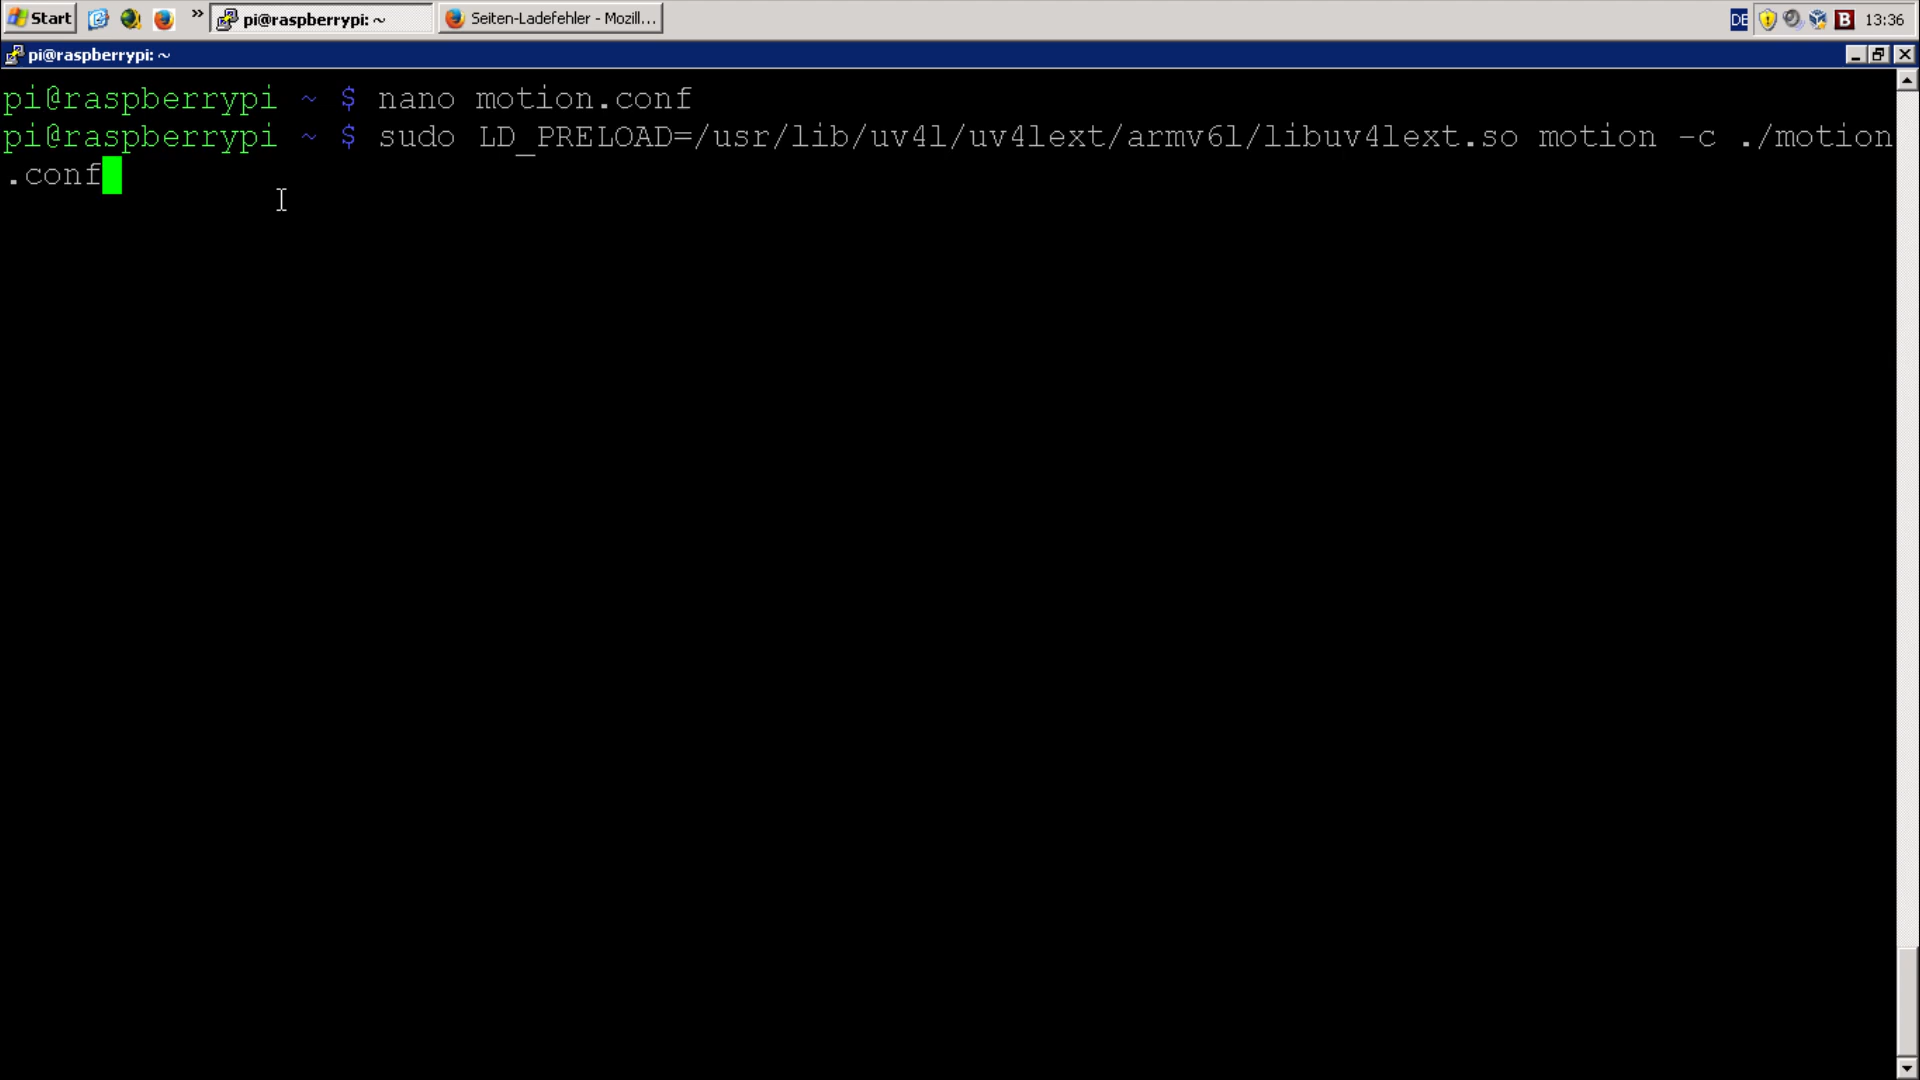 Start
»
pi@raspberrypi: ~
Seiten-Ladefehler - Mozill...
DE
B
13:36
pi@raspberrypi: ~
pi@raspberrypi ~ $ nano motion.conf
pi@raspberrypi ~ $ sudo LD_PRELOAD=/usr/lib/uv4l/uv4lext/armv6l/libuv4lext.so motion -c ./motion
.conf